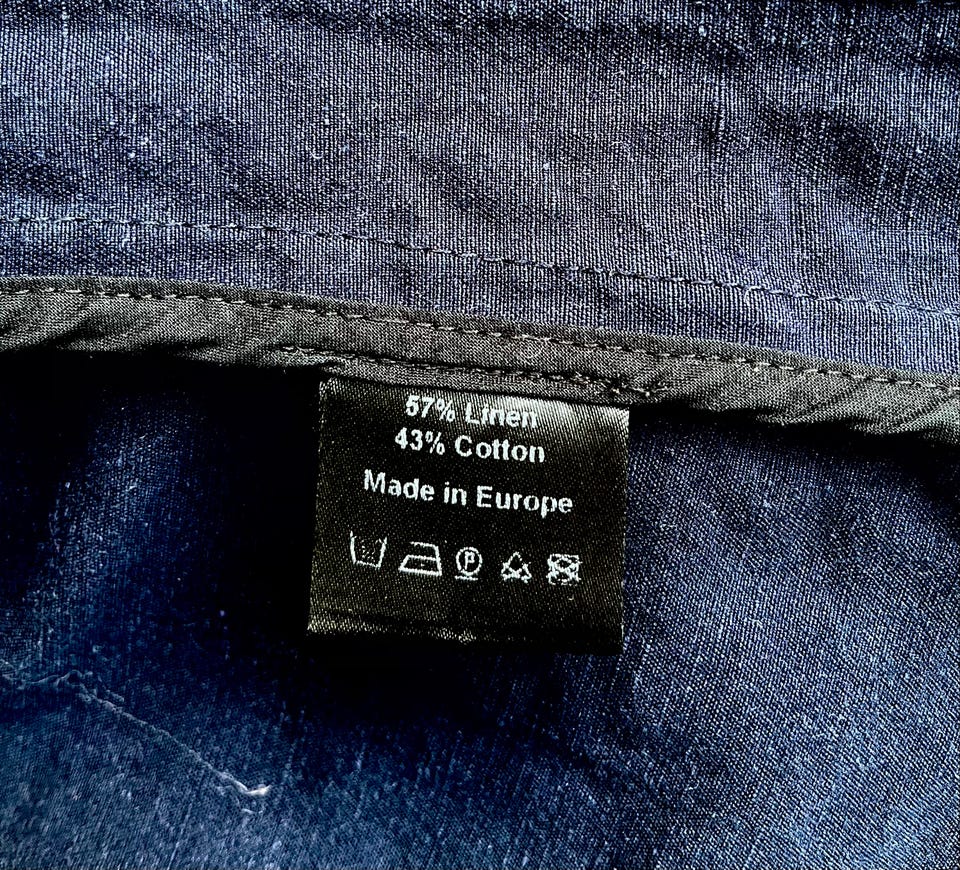 57% Linen
43% Cotton
Made in Europe
P